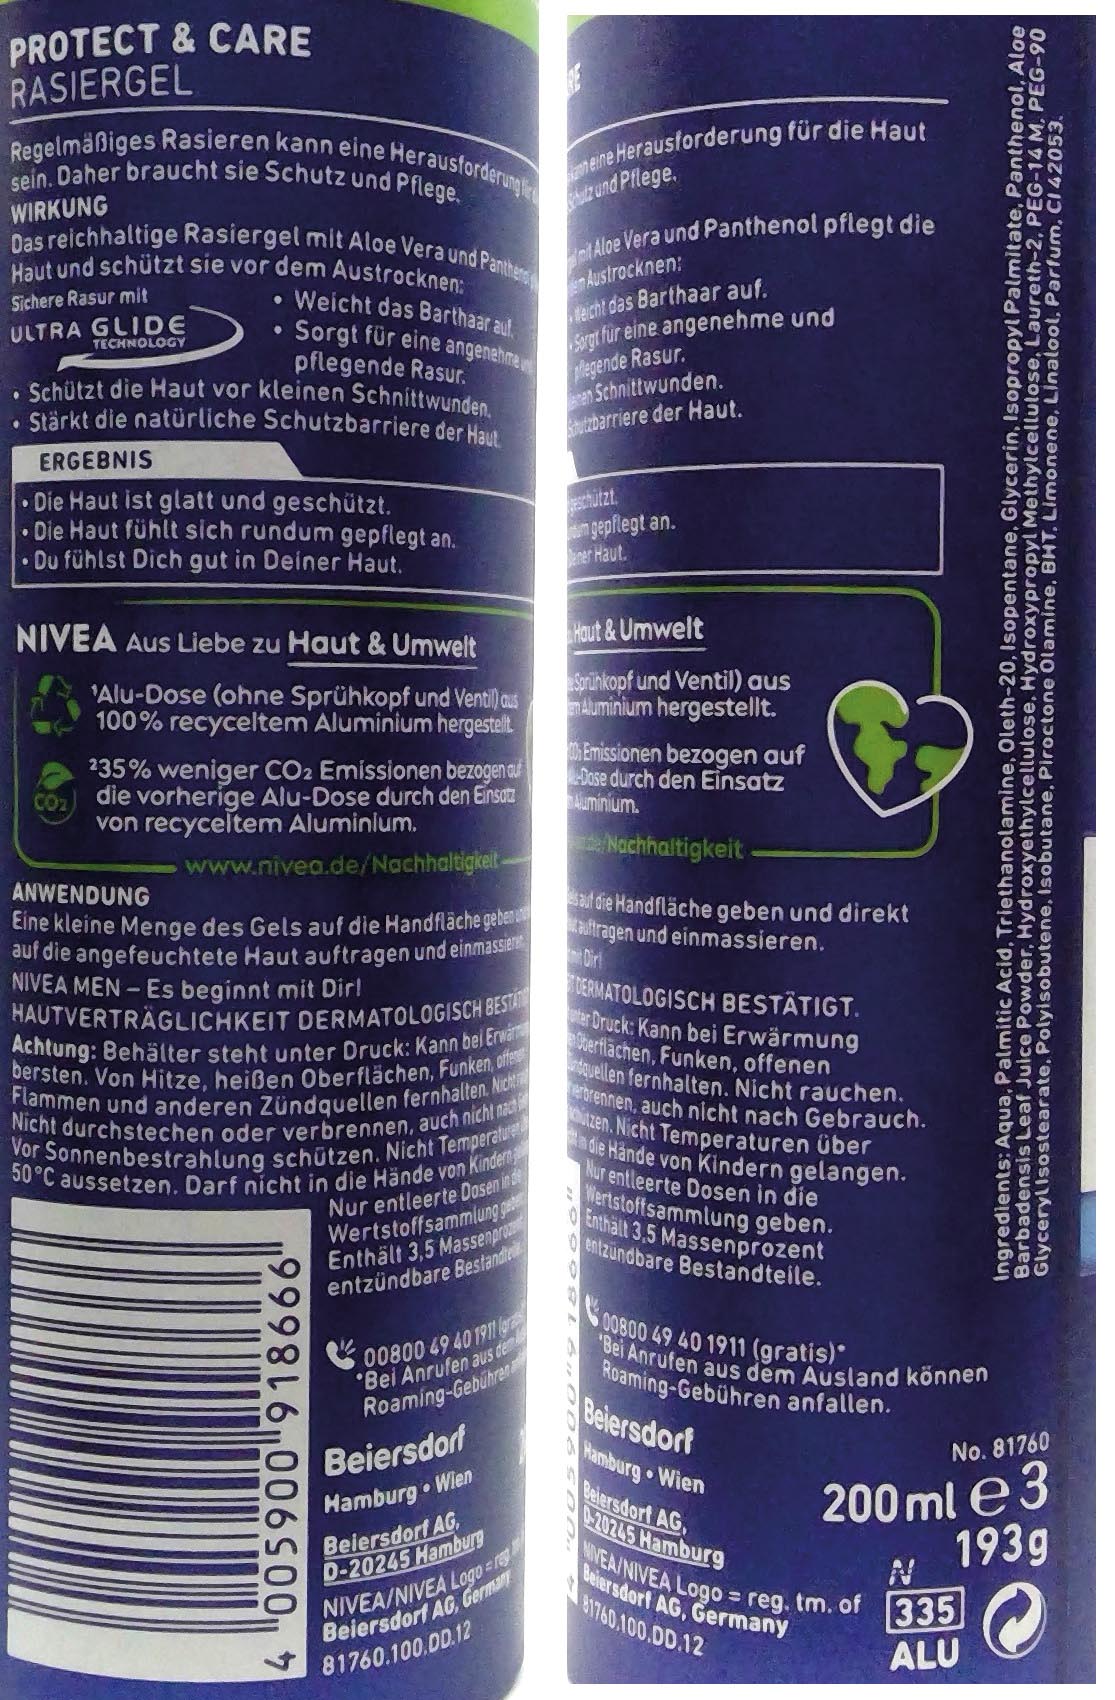 PROTECT & CARE
RASIERGEL
Regelmäßiges Rasieren kann eine Herausforderung für die Haut
sein. Daher braucht sie Schutz und Pflege.
WIRKUNG
Das reichhaltige Rasiergel mit Aloe Vera und Panthenol pflegt die
Haut und schützt sie vor dem Austrocknen:
Sichere Rasur mit
ULTRA GLIDE
TECHNOLOGY
• Weicht das Barthaar auf.
• Sorgt für eine angenehme und
pflegende Rasur.
• Schützt die Haut vor kleinen Schnittwunden.
• Stärkt die natürliche Schutzbarriere der Haut.
ERGEBNIS
• Die Haut ist glatt und geschützt.
• Die Haut fühlt sich rundum gepflegt an.
• Du fühlst Dich gut in Deiner Haut.
NIVEA Aus Liebe zu Haut & Umwelt
¹Alu-Dose (ohne Sprühkopf und Ventil) aus
100% recyceltem Aluminium hergestellt.
CO₂
²35% weniger CO₂ Emissionen bezogen auf
die vorherige Alu-Dose durch den Einsatz
von recyceltem Aluminium.
www.nivea.de/Nachhaltigkeit
ANWENDUNG
Eine kleine Menge des Gels auf die Handfläche geben und direkt
auf die angefeuchtete Haut auftragen und einmassieren.
NIVEA MEN – Es beginnt mit Dir!
HAUTVERTRÄGLICHKEIT DERMATOLOGISCH BESTÄTIGT.
Achtung: Behälter steht unter Druck: Kann bei Erwärmung
bersten. Von Hitze, heißen Oberflächen, Funken, offenen
Flammen und anderen Zündquellen fernhalten. Nicht rauchen.
Nicht durchstechen oder verbrennen, auch nicht nach Gebrauch.
Vor Sonnenbestrahlung schützen. Nicht Temperaturen über
50°C aussetzen. Darf nicht in die Hände von Kindern gelangen.
Nur entleerte Dosen in die
Wertstoffsammlung geben.
Enthält 3,5 Massenprozent
entzündbare Bestandteile.
00800 49 40 1911 (gratis)*
*Bei Anrufen aus dem Ausland können
Roaming-Gebühren anfallen.
Beiersdorf
Hamburg • Wien
Beiersdorf AG,
D-20245 Hamburg
NIVEA/NIVEA Logo = reg. tm. of
Beiersdorf AG, Germany
81760.100.DD.12
4 005900 918666
No. 81760
200 ml e 3
193g
N
335
ALU
Ingredients: Aqua, Palmitic Acid, Triethanolamine, Oleth-20, Isopentane, Glycerin, Isopropyl Palmitate, Panthenol, Aloe
Barbadensis Leaf Juice Powder, Hydroxyethylcellulose, Hydroxypropyl Methylcellulose, Laureth-2, PEG-14 M, PEG-90
Glyceryl Isostearate, Polyisobutene, Isobutane, Piroctone Olamine, BHT, Limonene, Linalool, Parfum, CI 42053.